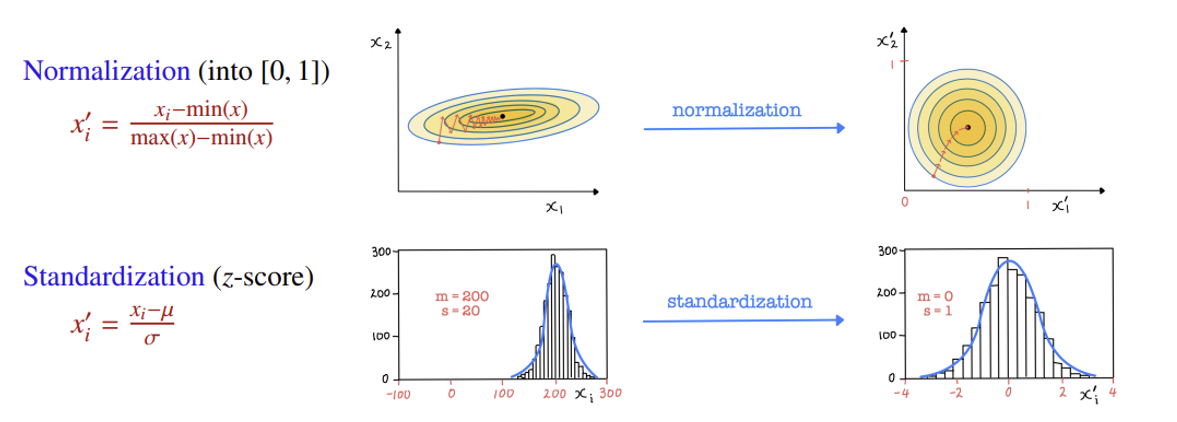 Normalization (into [0, 1])
x′ᵢ = (xᵢ−min(x))/(max(x)−min(x))
x₂
x₁
normalization
x′₂
1
0
1
x′₁
Standardization (z-score)
x′ᵢ = (xᵢ−μ)/σ
300
200
100
0
m = 200
s = 20
-100 0 100 200 xᵢ 300
standardization
300
200
100
0
m = 0
s = 1
-4 -2 0 2 x′ᵢ 4